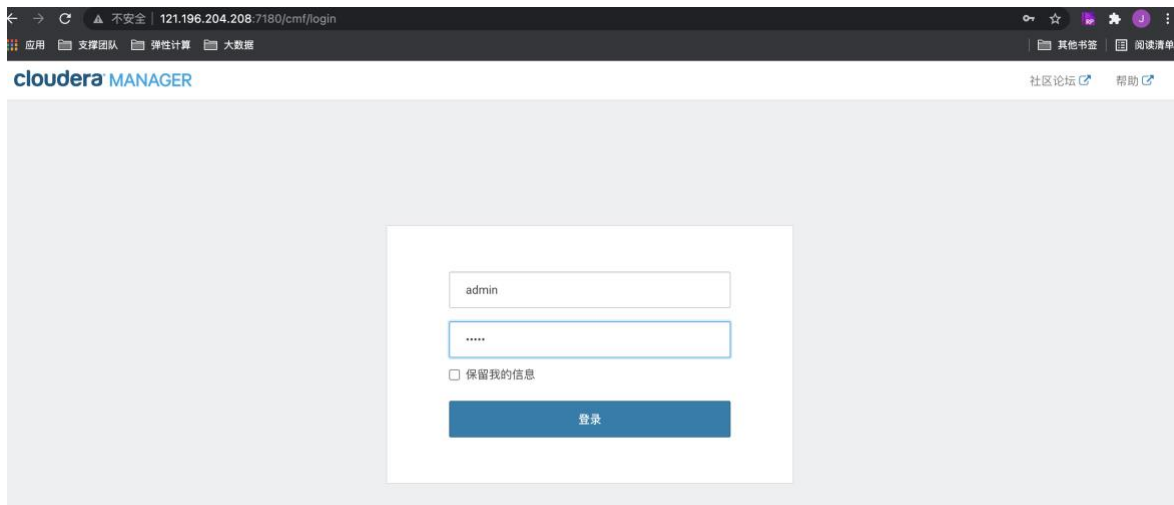 不安全 | 121.196.204.208:7180/cmf/login
应用 支撑团队 弹性计算 大数据 其他书签 阅读清单
cloudera MANAGER 社区论坛 帮助
admin
•••••
保留我的信息
登录